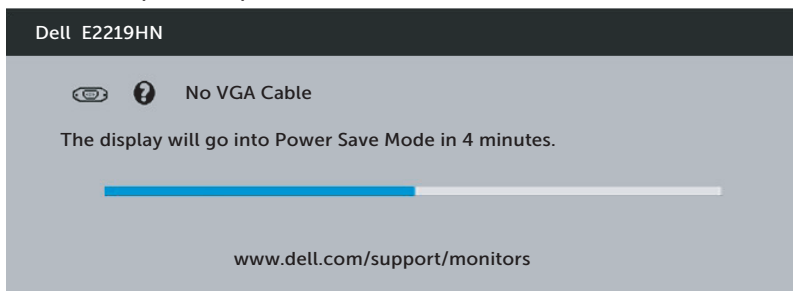 Dell E2219HN
No VGA Cable
The display will go into Power Save Mode in 4 minutes.
www.dell.com/support/monitors